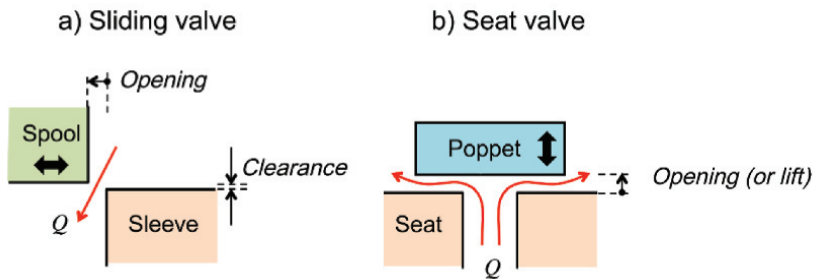 a) Sliding valve
Opening
Spool
Clearance
Q
Sleeve
b) Seat valve
Poppet
Opening (or lift)
Seat
Q